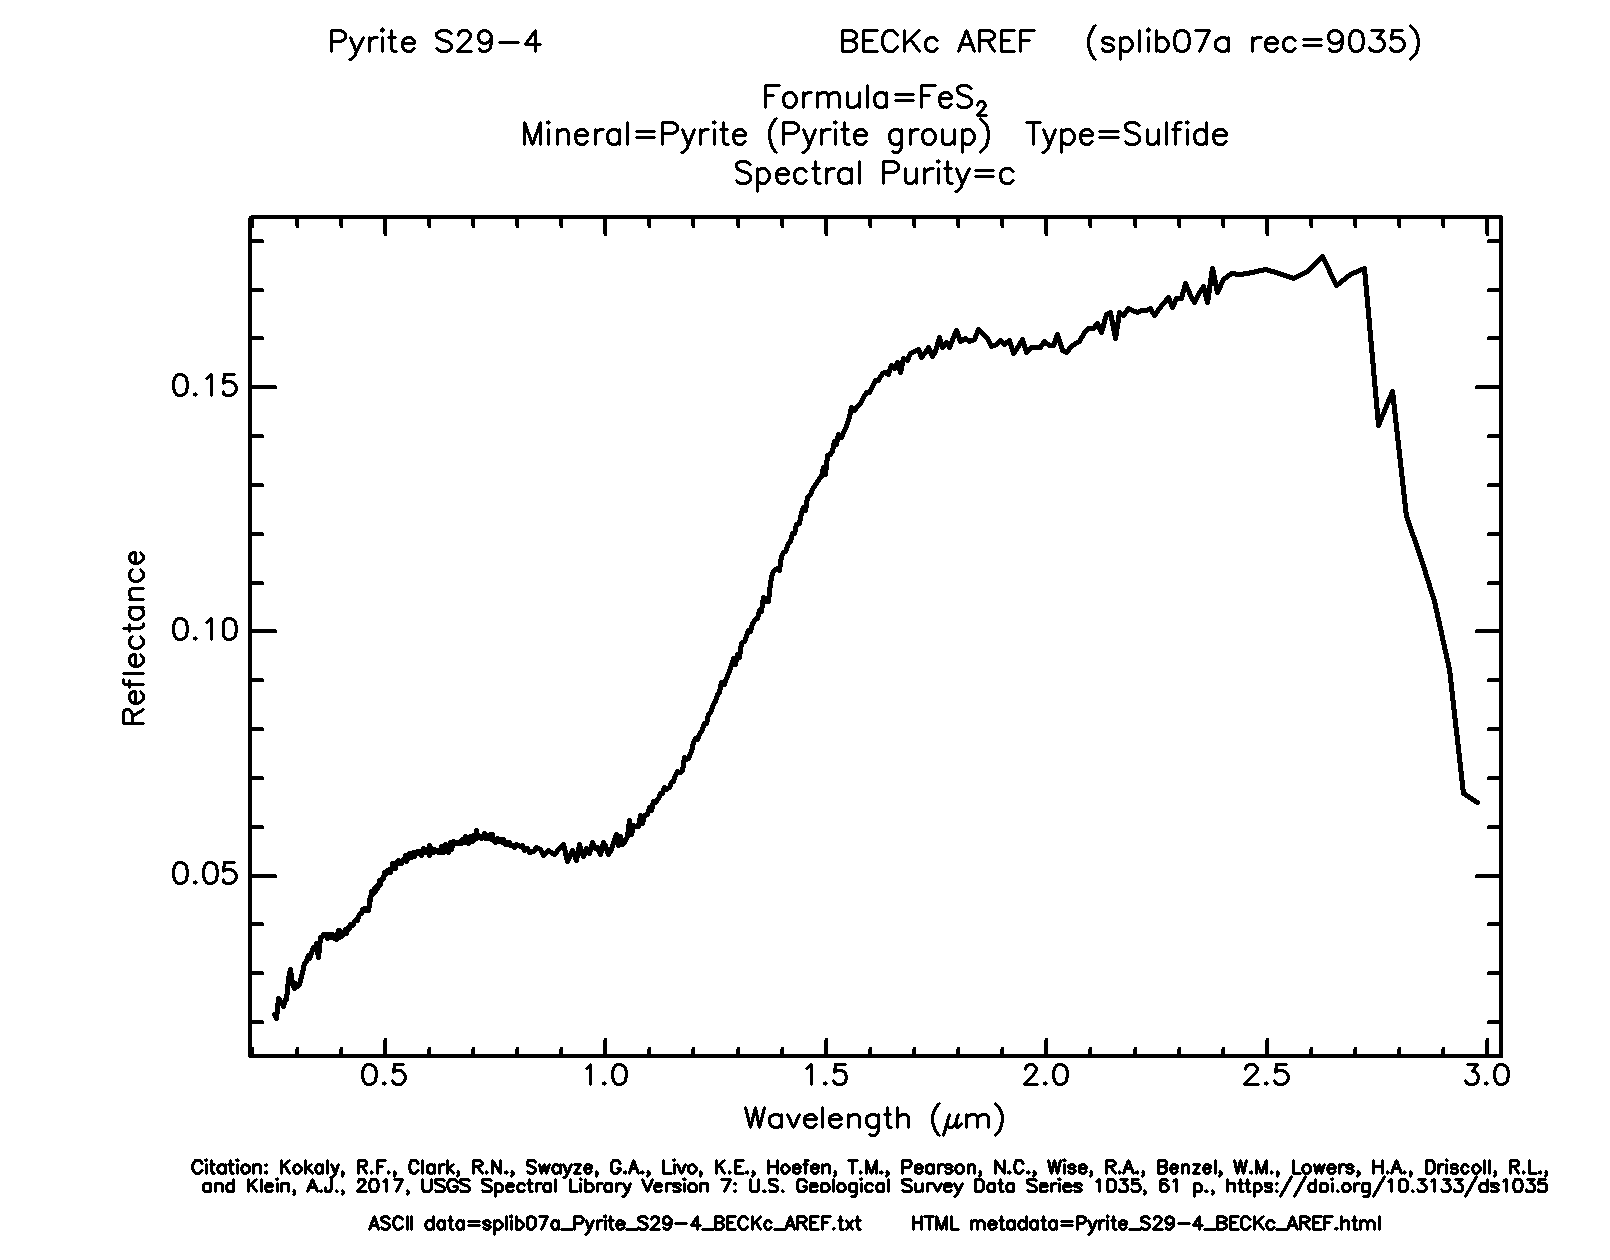 Pyrite S29-4 BECKc AREF (splib07a rec=9035)
Formula=FeS2
Mineral=Pyrite (Pyrite group) Type=Sulfide
Spectral Purity=c
0.15
0.10
0.05
Reflectance
0.5 1.0 1.5 2.0 2.5 3.0
Wavelength (μm)
Citation: Kokaly, R.F., Clark, R.N., Swayze, G.A., Livo, K.E., Hoefen, T.M., Pearson, N.C., Wise, R.A., Benzel, W.M., Lowers, H.A., Driscoll, R.L.,
and Klein, A.J., 2017, USGS Spectral Library Version 7: U.S. Geological Survey Data Series 1035, 61 p., https://doi.org/10.3133/ds1035
ASCII data=splib07a_Pyrite_S29-4_BECKc_AREF.txt HTML metadata=Pyrite_S29-4_BECKc_AREF.html